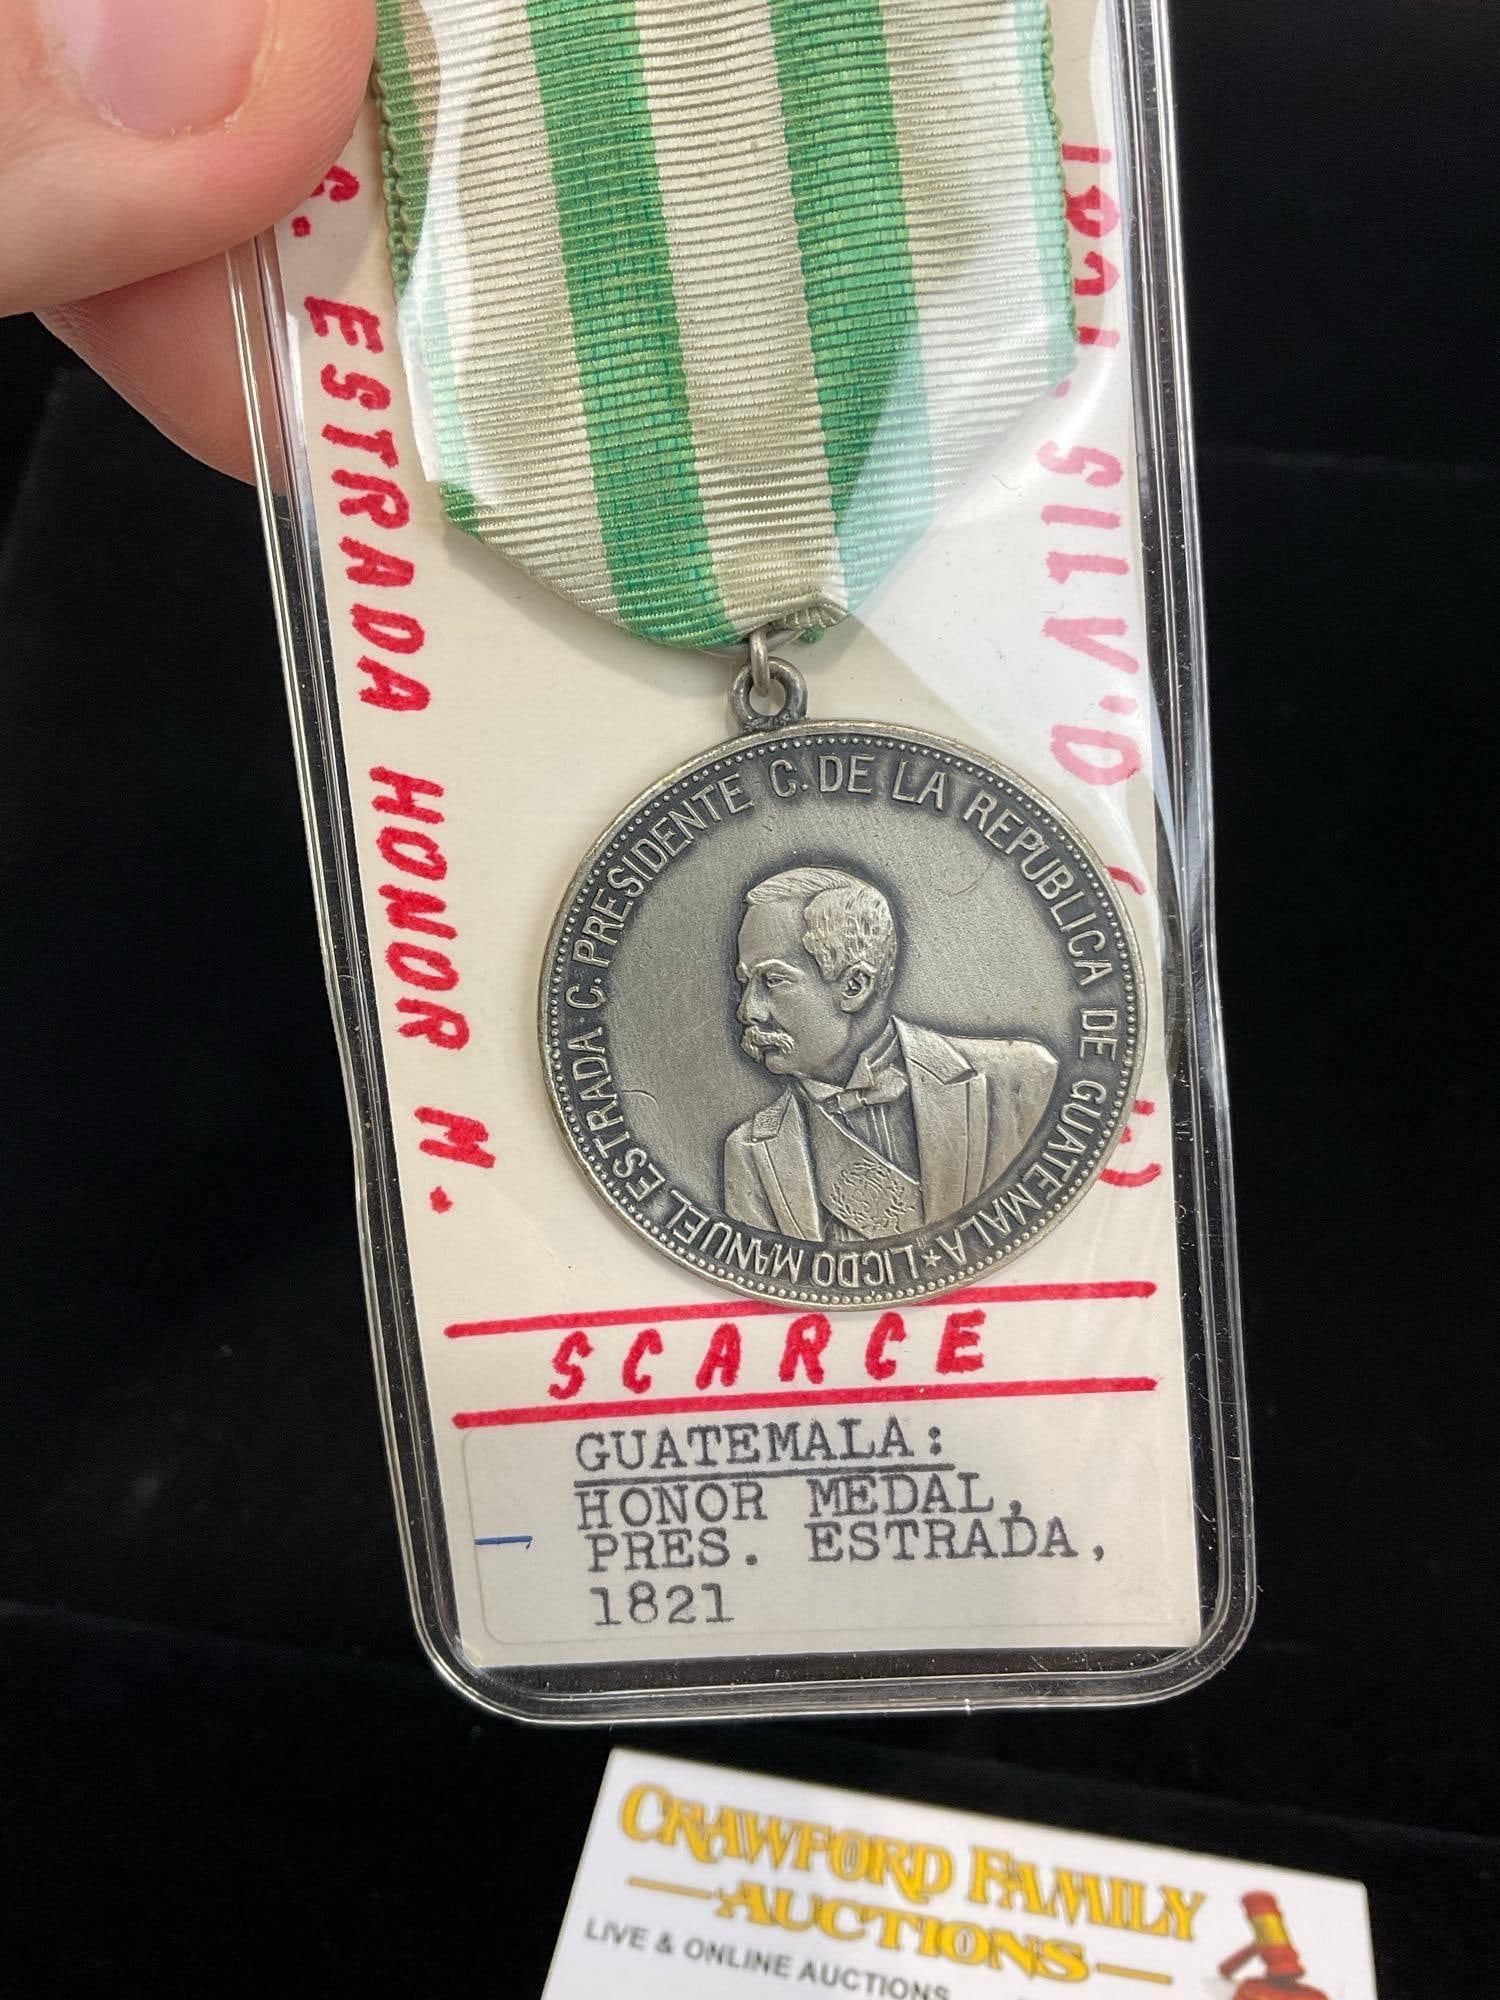 S. ESTRADA HONOR M.
SILV'D
LICDO MANUEL ESTRADA C. PRESIDENTE C. DE LA REPUBLICA DE GUATEMALA ★
SCARCE
GUATEMALA:
HONOR MEDAL,
PRES. ESTRADA,
1821
CRAWFORD FAMILY
AUCTIONS
LIVE & ONLINE AUCTIONS